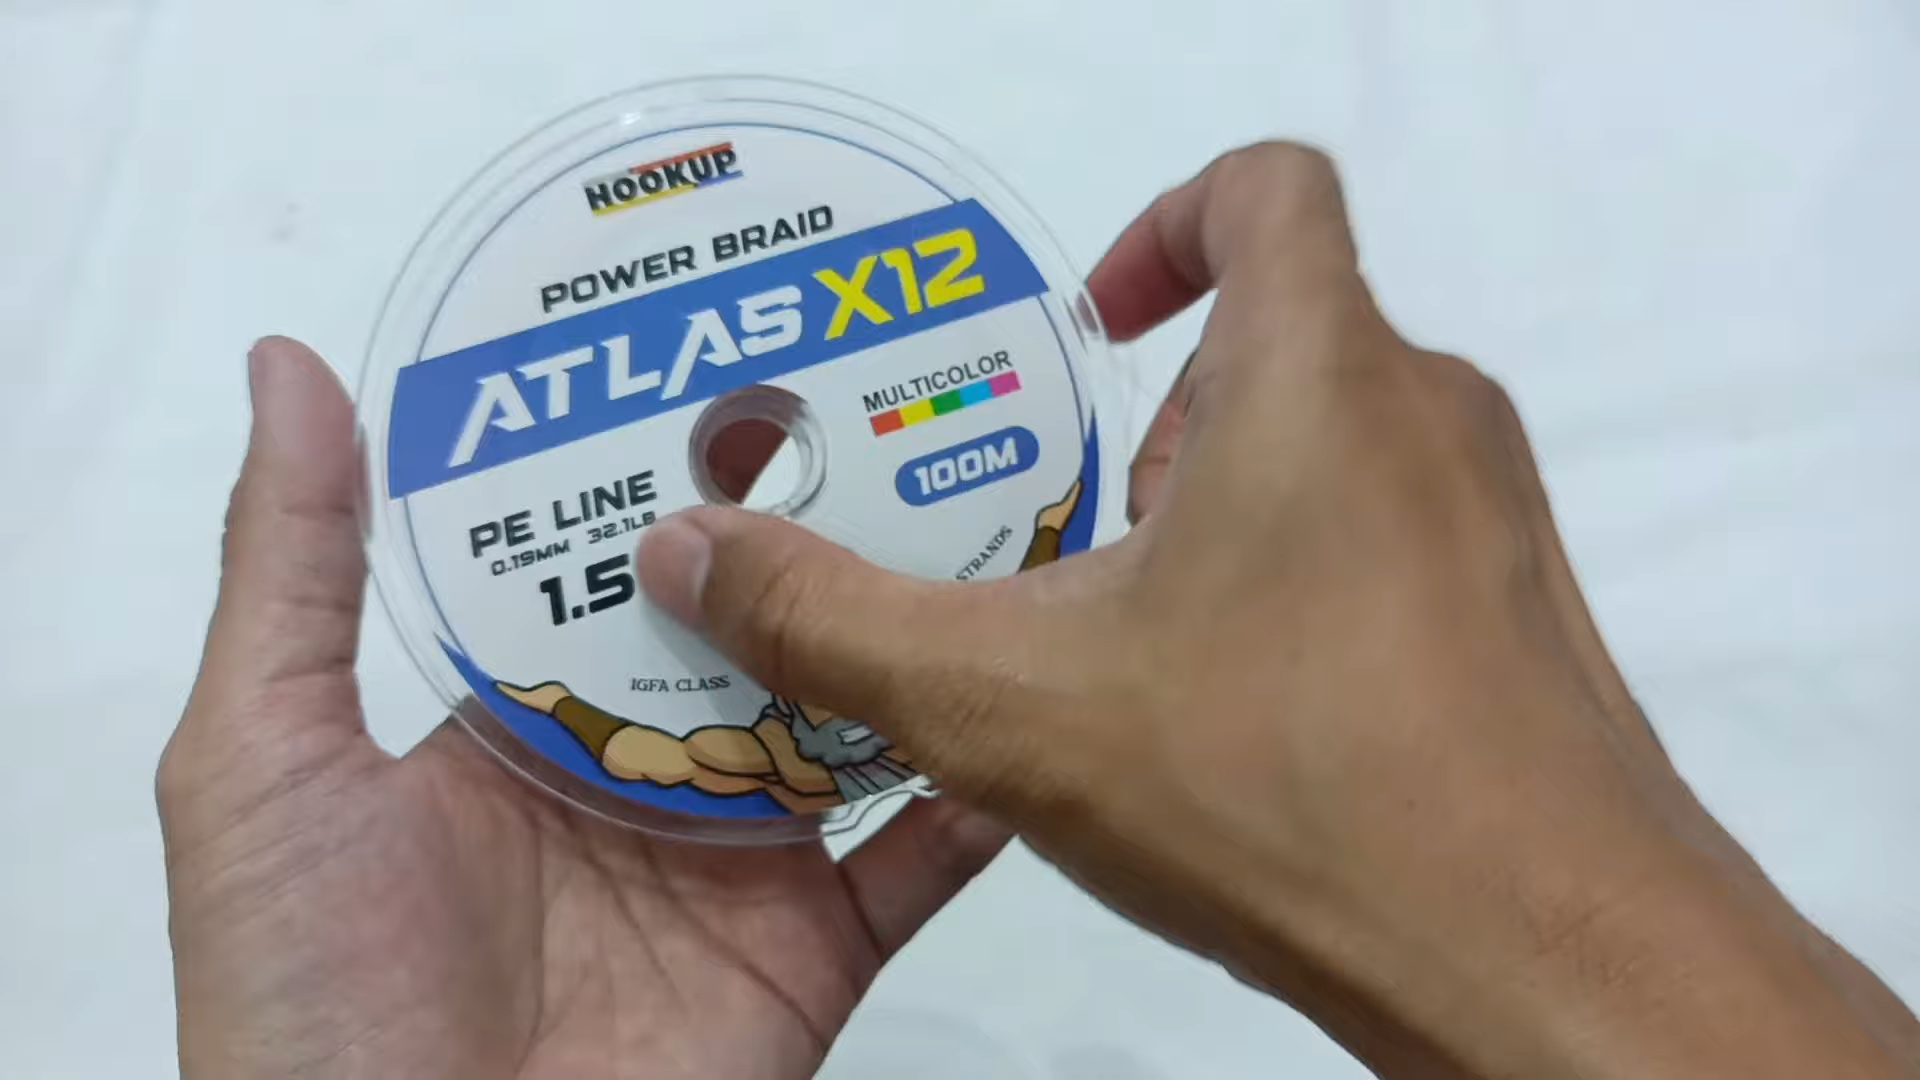 HOOKUP
POWER BRAID
ATLAS X12
MULTICOLOR
100M
PE LINE
0.19MM 32.1LB
1.5
STRANDS
IGFA CLASS